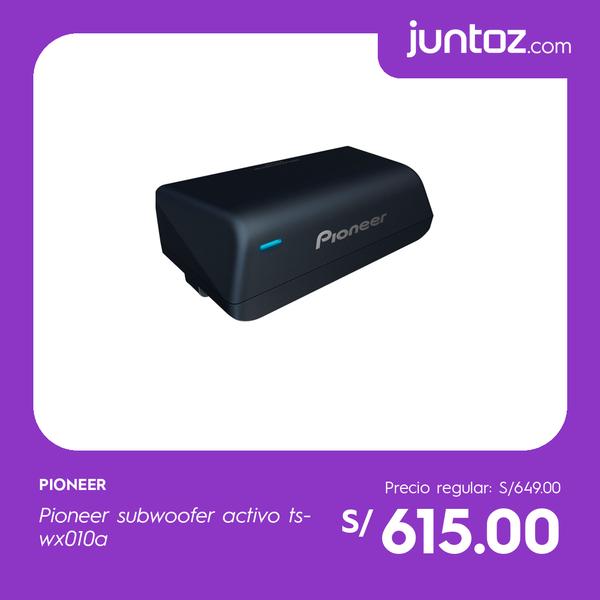 juntoz.com
Pioneer
PIONEER
Pioneer subwoofer activo ts-
wx010a
Precio regular: S/649.00
S/ 615.00